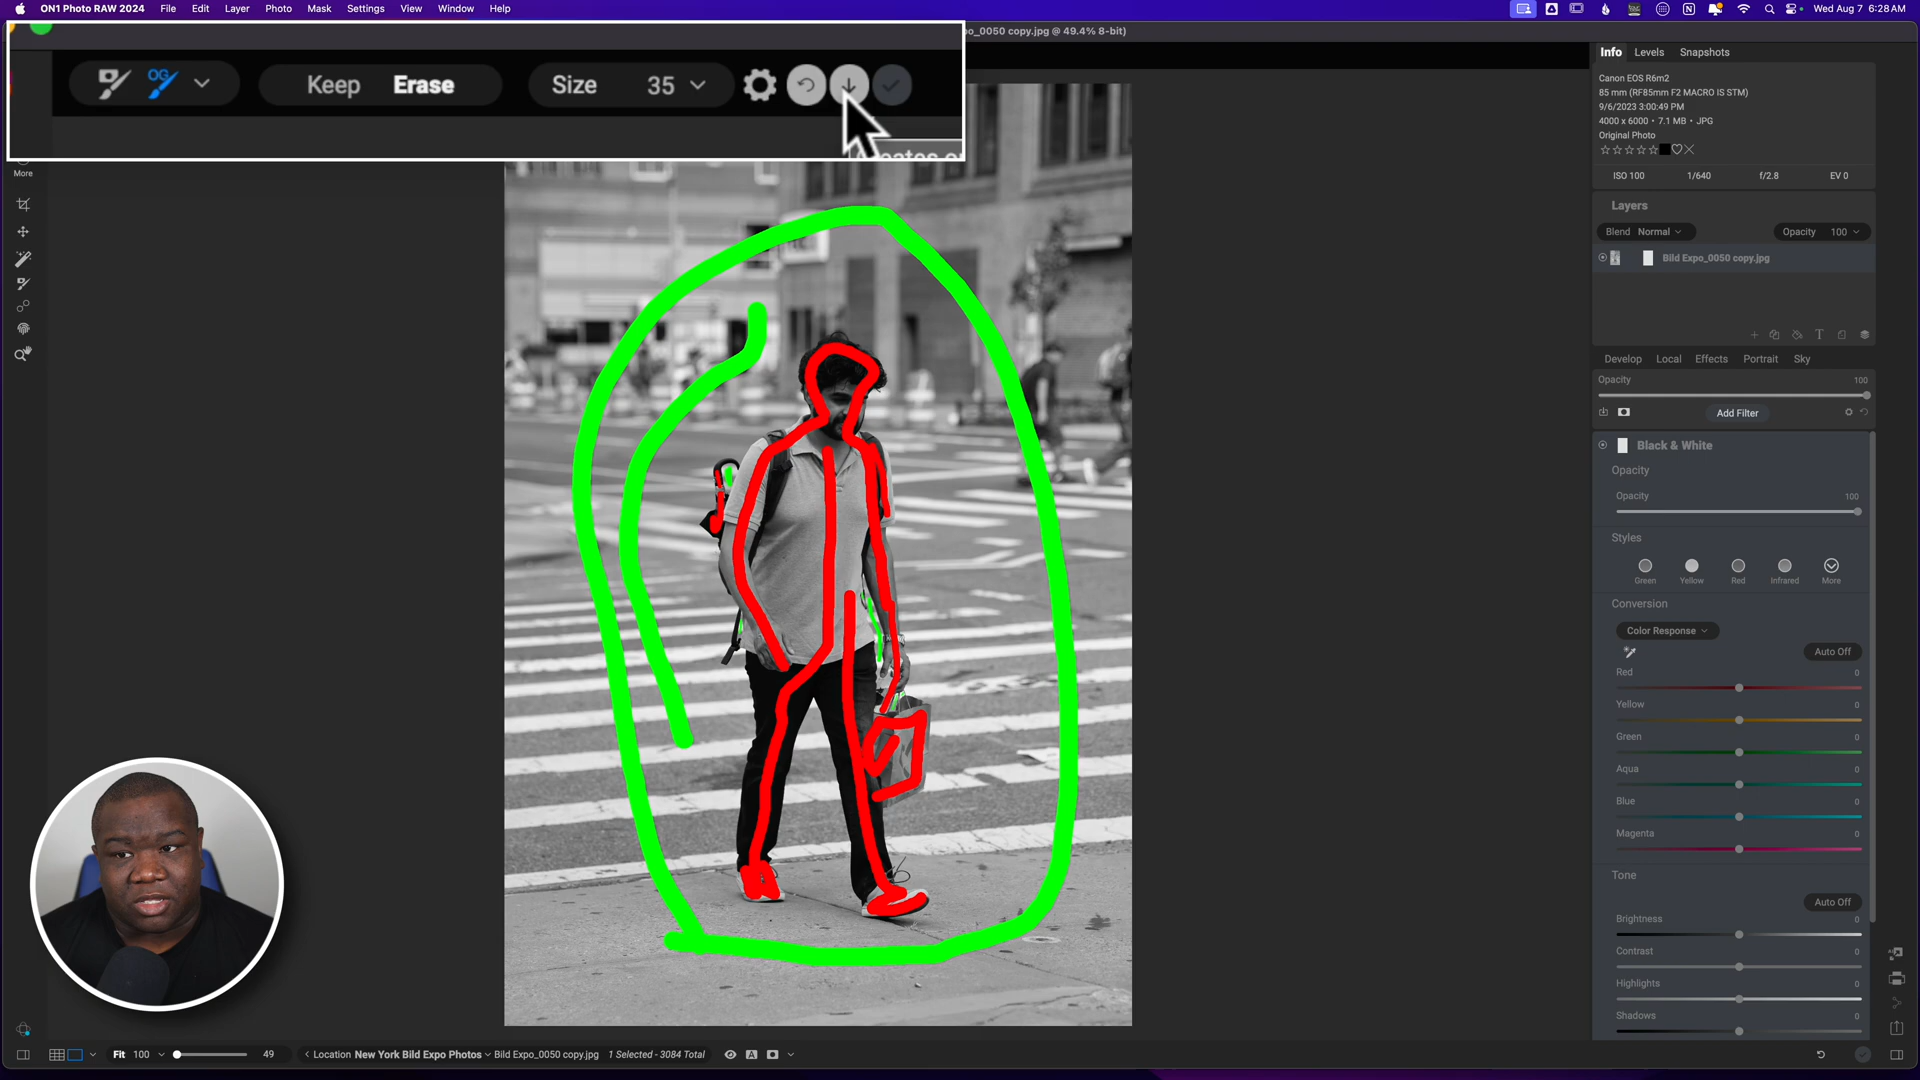 ON1 Photo RAW 2024 File Edit Layer Photo Mask Settings View Window Help
Wed Aug 7 6:28 AM
po_0050 copy.jpg @ 49.4% 8-bit)
OG Keep Erase Size 35
More
Info Levels Snapshots
Canon EOS R6m2
85 mm (RF85mm F2 MACRO IS STM)
9/6/2023 3:00:49 PM
4000 x 6000 • 7.1 MB • JPG
Original Photo
ISO 100 1/640 f/2.8 EV 0
Layers
Blend Normal Opacity 100
Bild Expo_0050 copy.jpg
Develop Local Effects Portrait Sky
Opacity 100
Add Filter
Black & White
Opacity
Opacity 100
Styles
Green Yellow Red Infrared More
Conversion
Color Response
Auto Off
Red 0
Yellow 0
Green 0
Aqua 0
Blue 0
Magenta 0
Tone
Auto Off
Brightness 0
Contrast 0
Highlights 0
Shadows 0
Fit 100 49 Location New York Bild Expo Photos Bild Expo_0050 copy.jpg 1 Selected - 3084 Total